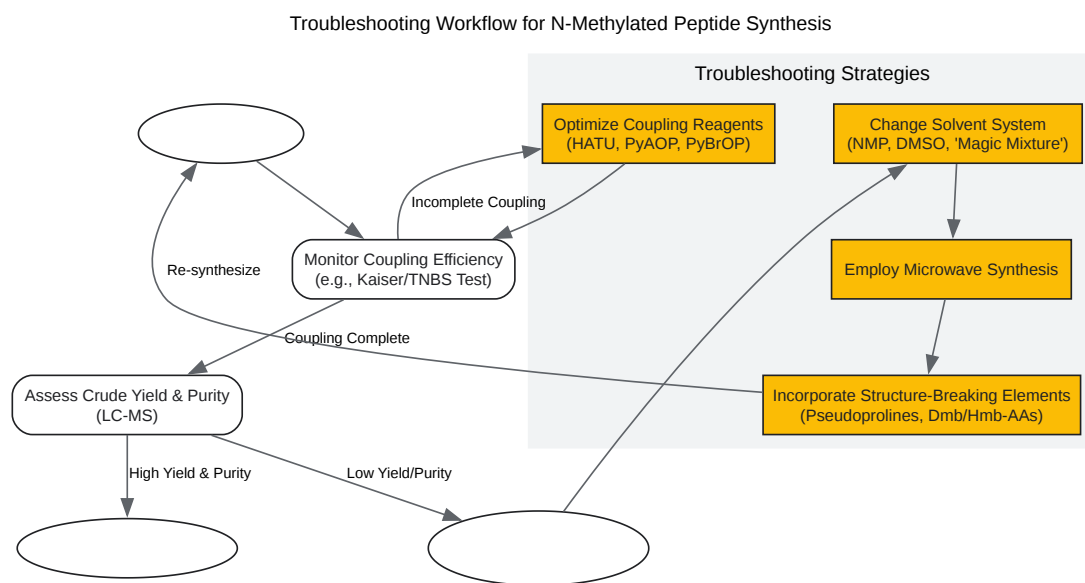 Troubleshooting Workflow for N-Methylated Peptide Synthesis
Troubleshooting Strategies
Optimize Coupling Reagents
(HATU, PyAOP, PyBrOP)
Change Solvent System
(NMP, DMSO, 'Magic Mixture')
Incomplete Coupling
Monitor Coupling Efficiency
(e.g., Kaiser/TNBS Test)
Re-synthesize
Employ Microwave Synthesis
Coupling Complete
Assess Crude Yield & Purity
(LC-MS)
Incorporate Structure-Breaking Elements
(Pseudoprolines, Dmb/Hmb-AAs)
High Yield & Purity
Low Yield/Purity